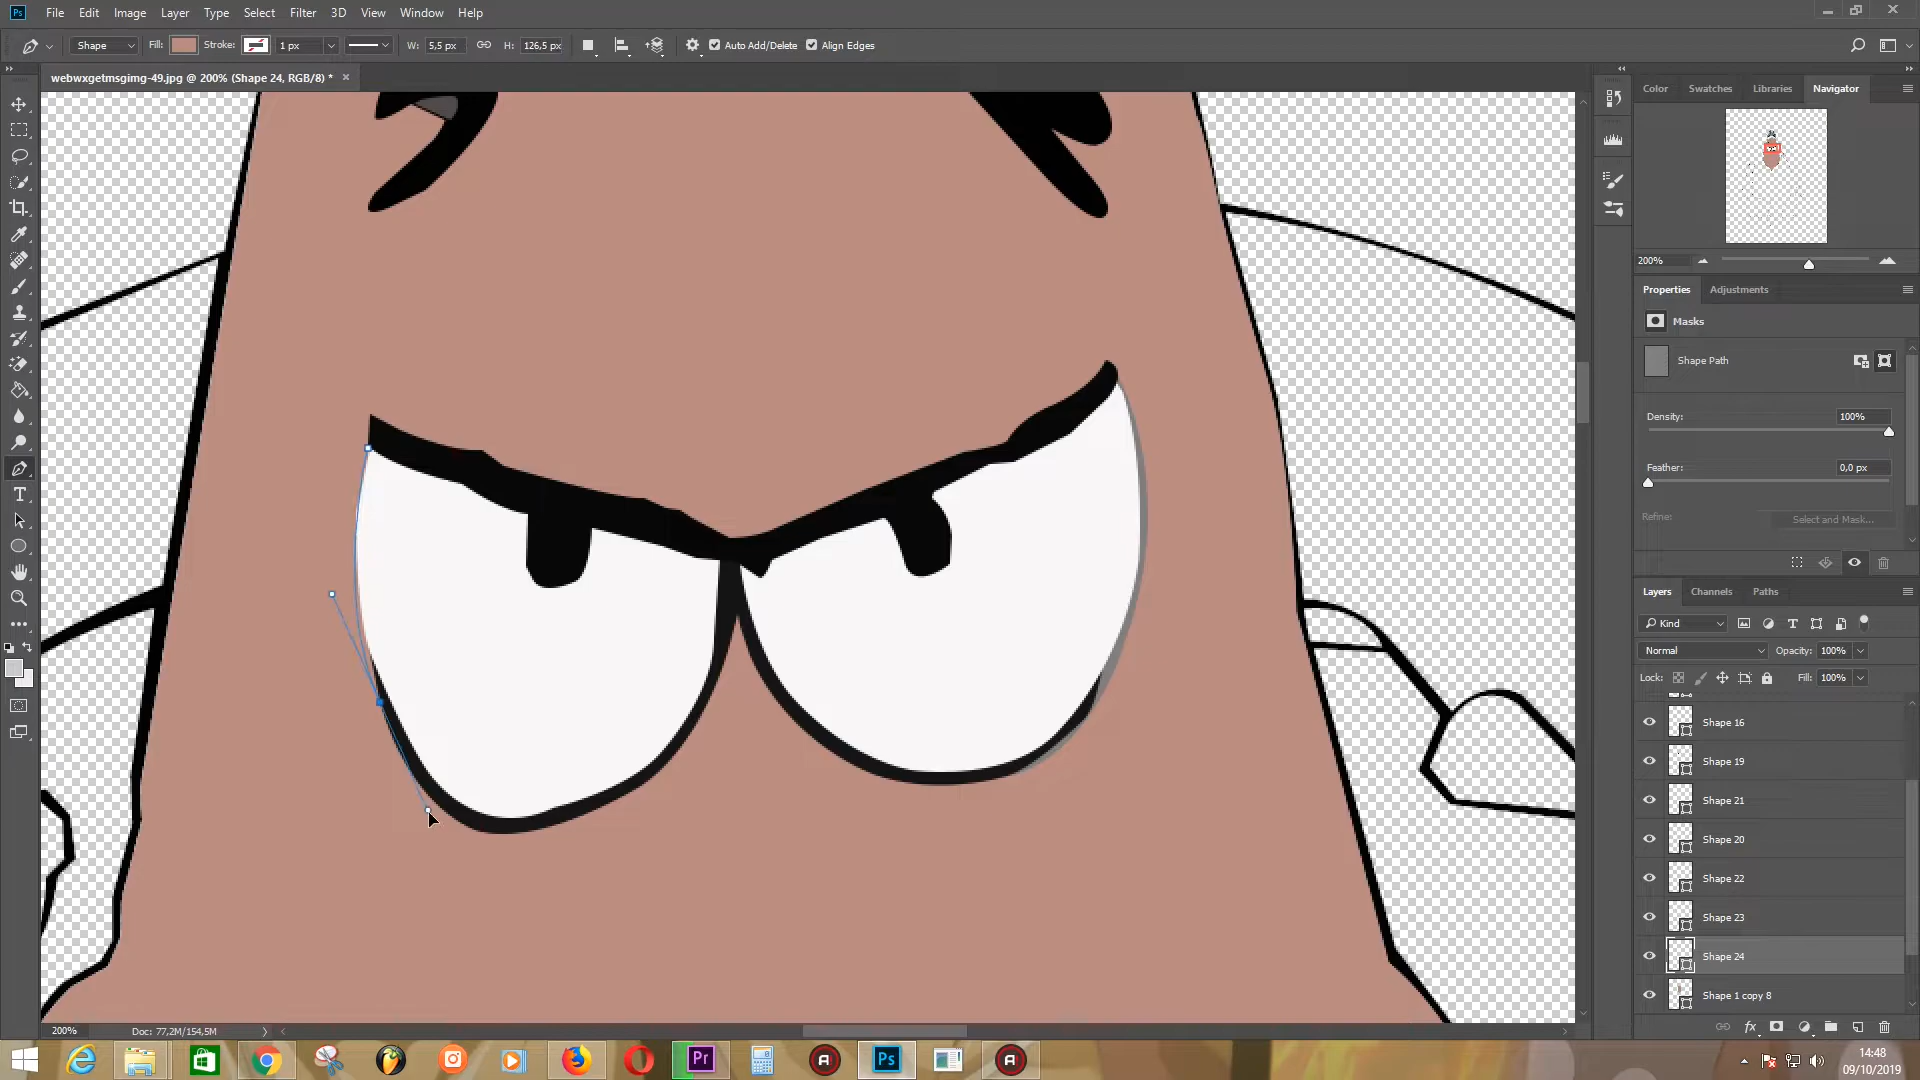 Ps File Edit Image Layer Type Select Filter 3D View Window Help
Shape Fill: Stroke: 1 px W: 5,5 px H: 126,5 px Auto Add/Delete Align Edges
webwxgetmsgimg-49.jpg @ 200% (Shape 24, RGB/8) *
Color Swatches Libraries Navigator
200%
Properties Adjustments
Masks
Shape Path
Density: 100%
Feather: 0,0 px
Refine: Select and Mask...
Layers Channels Paths
Kind
Normal Opacity: 100%
Lock: Fill: 100%
Shape 16
Shape 19
Shape 21
Shape 20
Shape 22
Shape 23
Shape 24
Shape 1 copy 8
200% Doc: 77,2M/154,5M
Pr Ps
14:48
09/10/2019